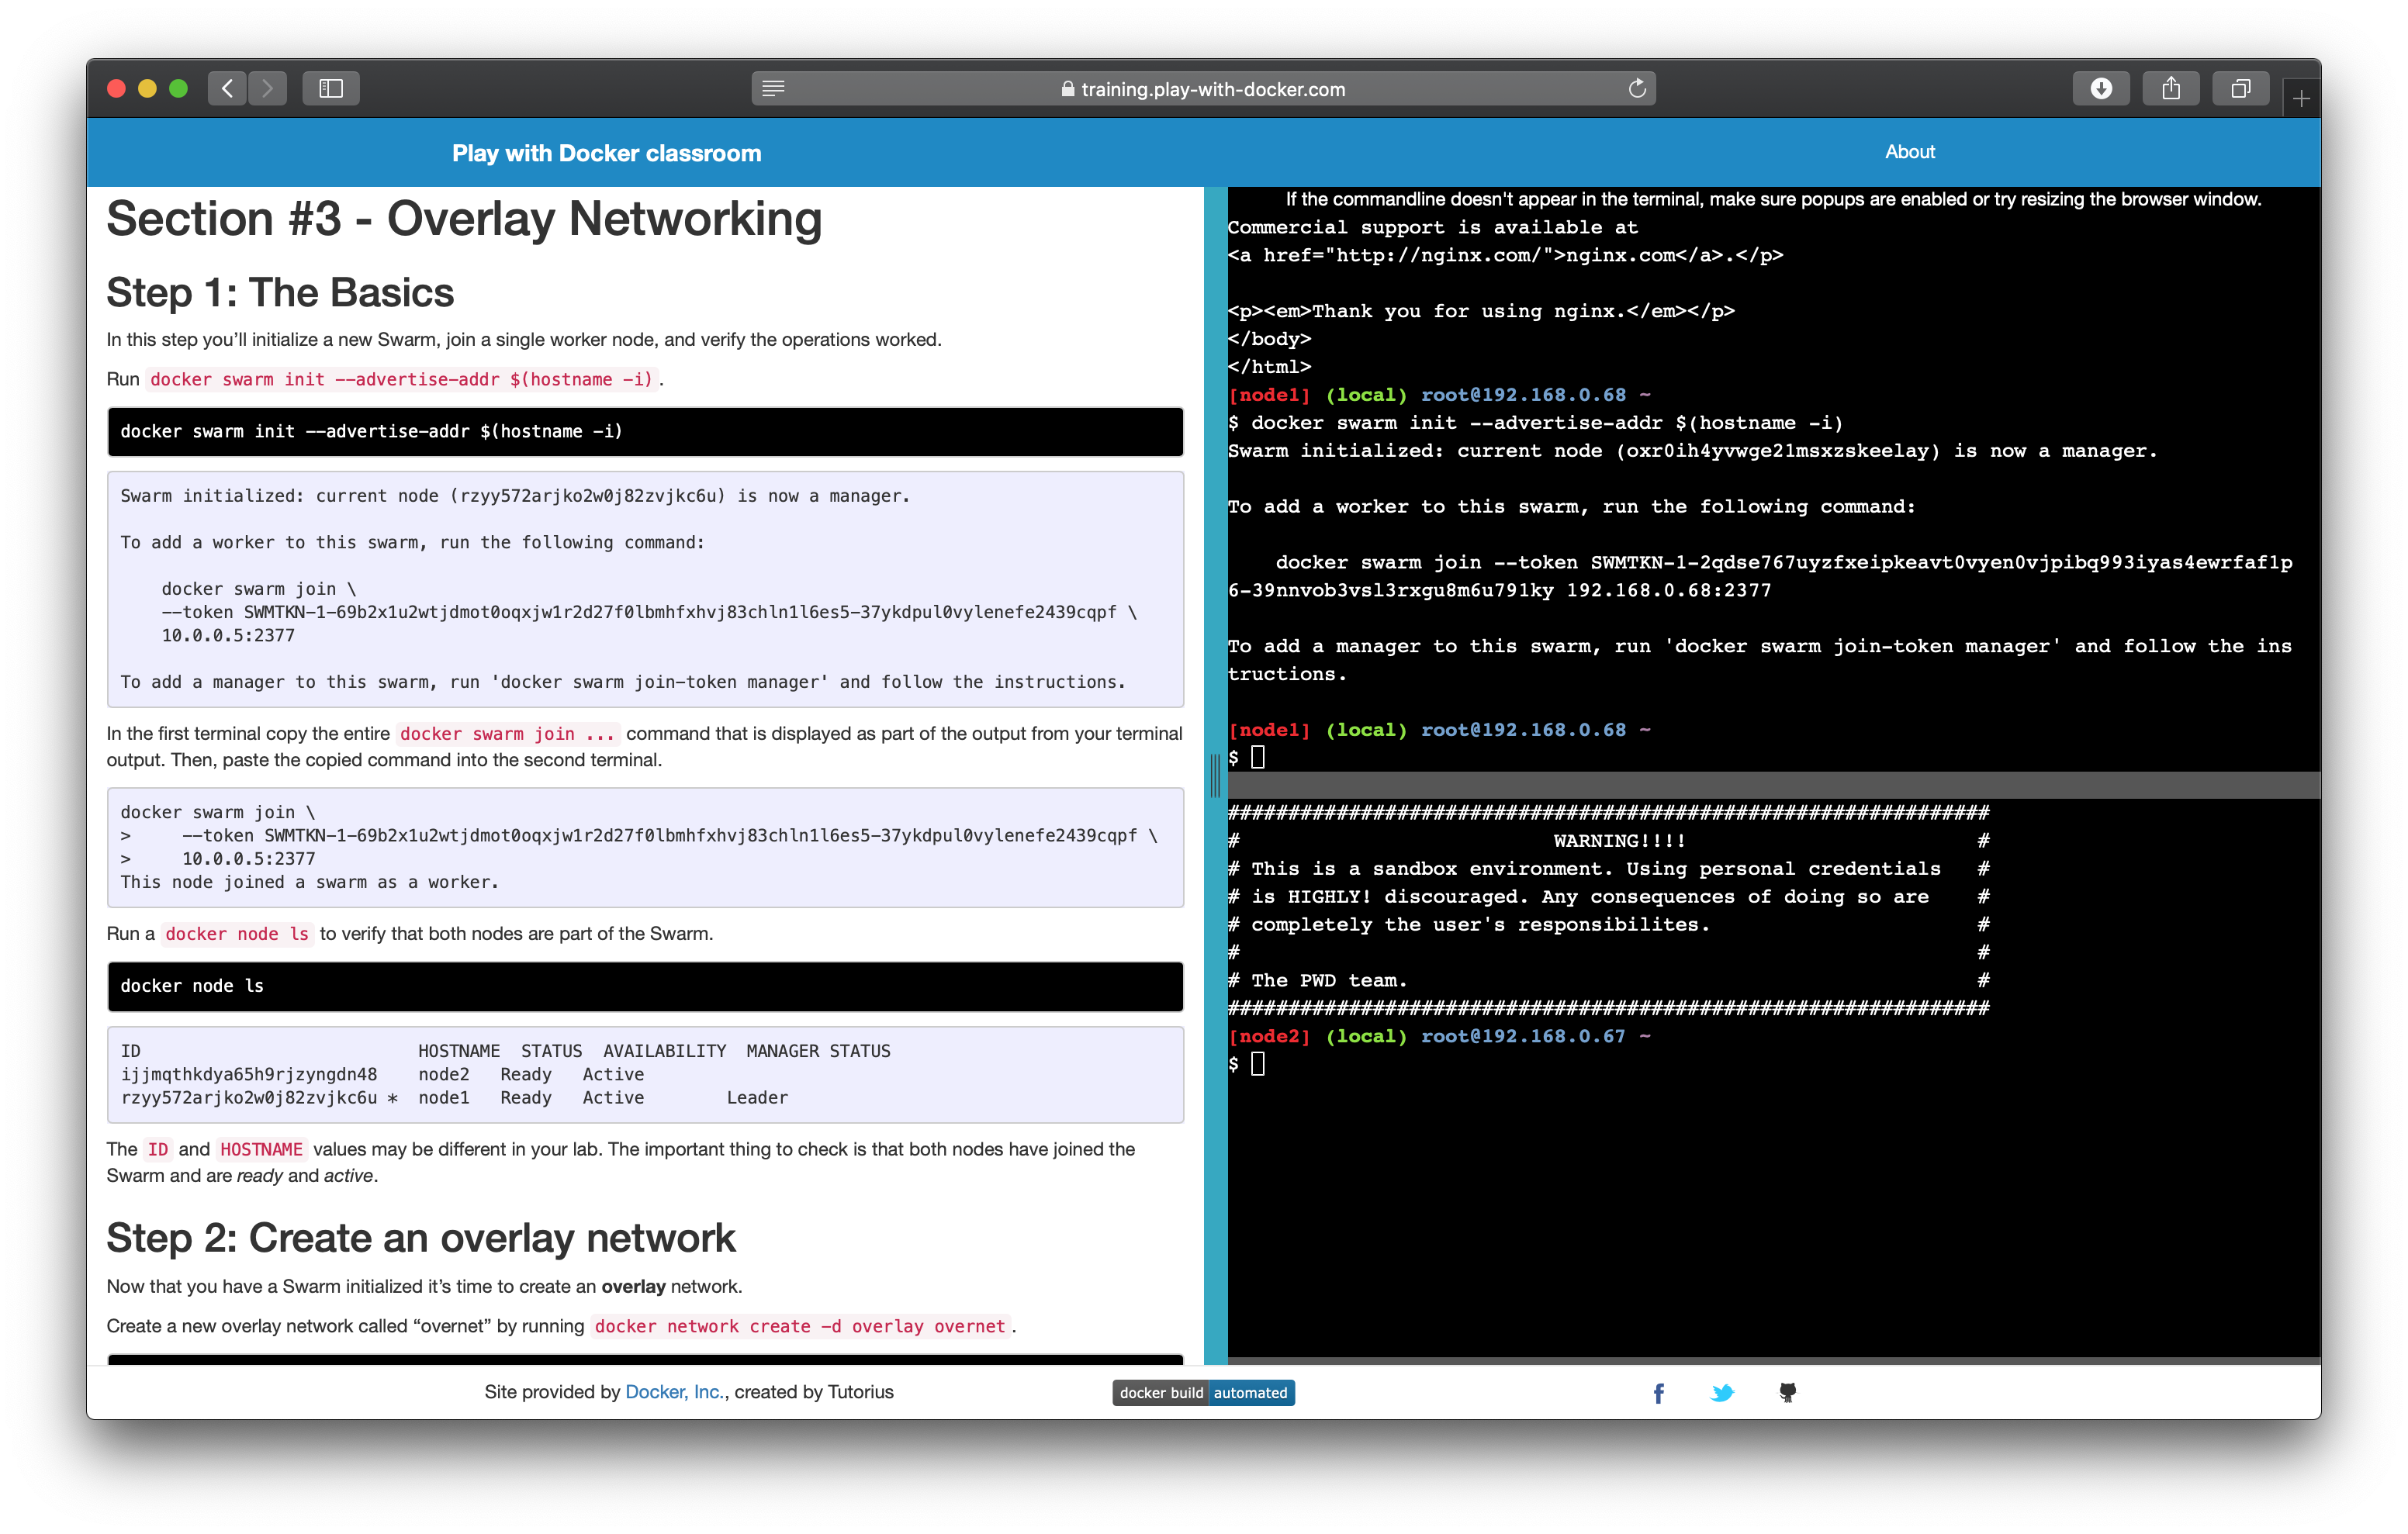 training.play-with-docker.com
Play with Docker classroom
About
Section #3 - Overlay Networking
Step 1: The Basics
In this step you’ll initialize a new Swarm, join a single worker node, and verify the operations worked.
Run docker swarm init --advertise-addr $(hostname -i).
docker swarm init --advertise-addr $(hostname -i)
Swarm initialized: current node (rzyy572arjko2w0j82zvjkc6u) is now a manager.
To add a worker to this swarm, run the following command:
docker swarm join \
--token SWMTKN-1-69b2x1u2wtjdmot0oqxjw1r2d27f0lbmhfxhvj83chln1l6es5-37ykdpul0vylenefe2439cqpf \
10.0.0.5:2377
To add a manager to this swarm, run 'docker swarm join-token manager' and follow the instructions.
In the first terminal copy the entire docker swarm join ... command that is displayed as part of the output from your terminal
output. Then, paste the copied command into the second terminal.
docker swarm join \
>     --token SWMTKN-1-69b2x1u2wtjdmot0oqxjw1r2d27f0lbmhfxhvj83chln1l6es5-37ykdpul0vylenefe2439cqpf \
>     10.0.0.5:2377
This node joined a swarm as a worker.
Run a docker node ls to verify that both nodes are part of the Swarm.
docker node ls
ID HOSTNAME STATUS AVAILABILITY MANAGER STATUS
ijjmqthkdya65h9rjzyngdn48 node2 Ready Active
rzyy572arjko2w0j82zvjkc6u * node1 Ready Active Leader
The ID and HOSTNAME values may be different in your lab. The important thing to check is that both nodes have joined the
Swarm and are ready and active.
Step 2: Create an overlay network
Now that you have a Swarm initialized it’s time to create an overlay network.
Create a new overlay network called “overnet” by running docker network create -d overlay overnet.
If the commandline doesn't appear in the terminal, make sure popups are enabled or try resizing the browser window.
Commercial support is available at
<a href="http://nginx.com/">nginx.com</a>.</p>
<p><em>Thank you for using nginx.</em></p>
</body>
</html>
[node1] (local) root@192.168.0.68 ~
$ docker swarm init --advertise-addr $(hostname -i)
Swarm initialized: current node (oxr0ih4yvwge21msxzskeelay) is now a manager.
To add a worker to this swarm, run the following command:
docker swarm join --token SWMTKN-1-2qdse767uyzfxeipkeavt0vyen0vjpibq993iyas4ewrfaf1p
6-39nnvob3vsl3rxgu8m6u791ky 192.168.0.68:2377
To add a manager to this swarm, run 'docker swarm join-token manager' and follow the ins
tructions.
[node1] (local) root@192.168.0.68 ~
$
###############################################################
# WARNING!!!! #
# This is a sandbox environment. Using personal credentials #
# is HIGHLY! discouraged. Any consequences of doing so are #
# completely the user's responsibilites. #
# #
# The PWD team. #
###############################################################
[node2] (local) root@192.168.0.67 ~
$
Site provided by Docker, Inc., created by Tutorius
docker build automated